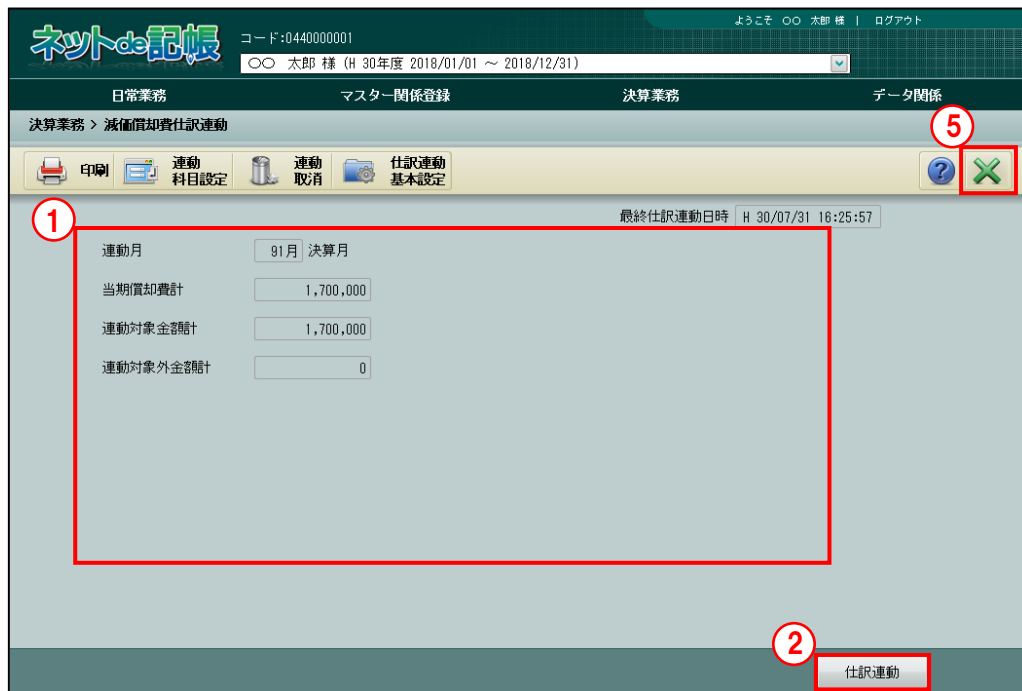 ようこそ 〇〇 太郎 様 | ログアウト
ネットde記帳
コード:0440000001
〇〇 太郎 様 (H 30年度 2018/01/01 ～ 2018/12/31)
日常業務 マスター関係登録 決算業務 データ関係
決算業務 > 減価償却費仕訳連動
⑤
印刷 連動科目設定 連動取消 仕訳連動基本設定 ?
①
最終仕訳連動日時 H 30/07/31 16:25:57
連動月 91月 決算月
当期償却費計 1,700,000
連動対象金額計 1,700,000
連動対象外金額計 0
②
仕訳連動